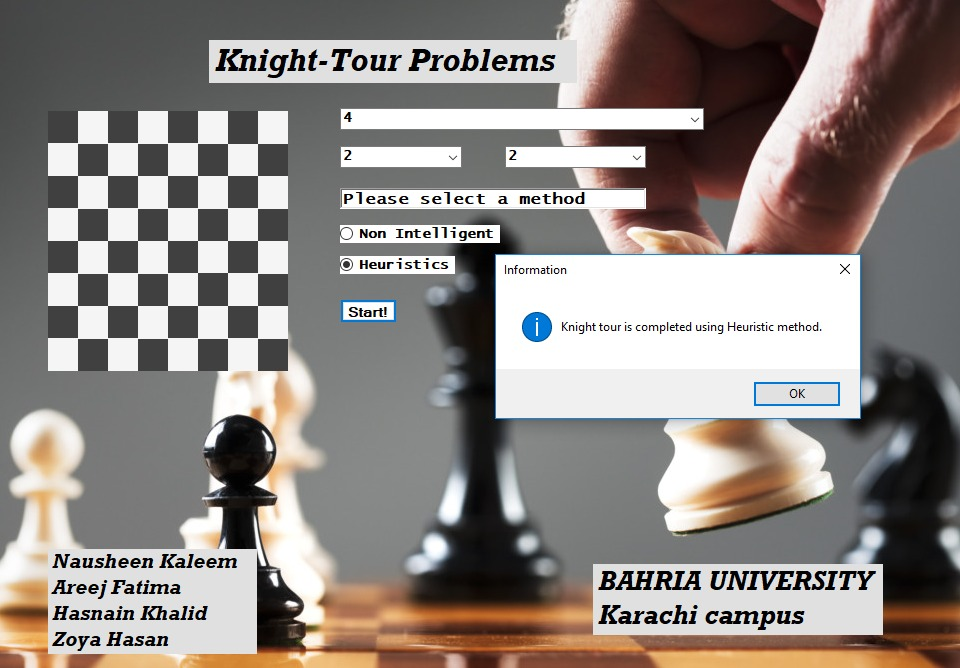 Knight-Tour Problems
4
2 2
Please select a method
Non Intelligent
Heuristics
Start!
Information
Knight tour is completed using Heuristic method.
OK
Nausheen Kaleem
Areej Fatima
Hasnain Khalid
Zoya Hasan
BAHRIA UNIVERSITY
Karachi campus